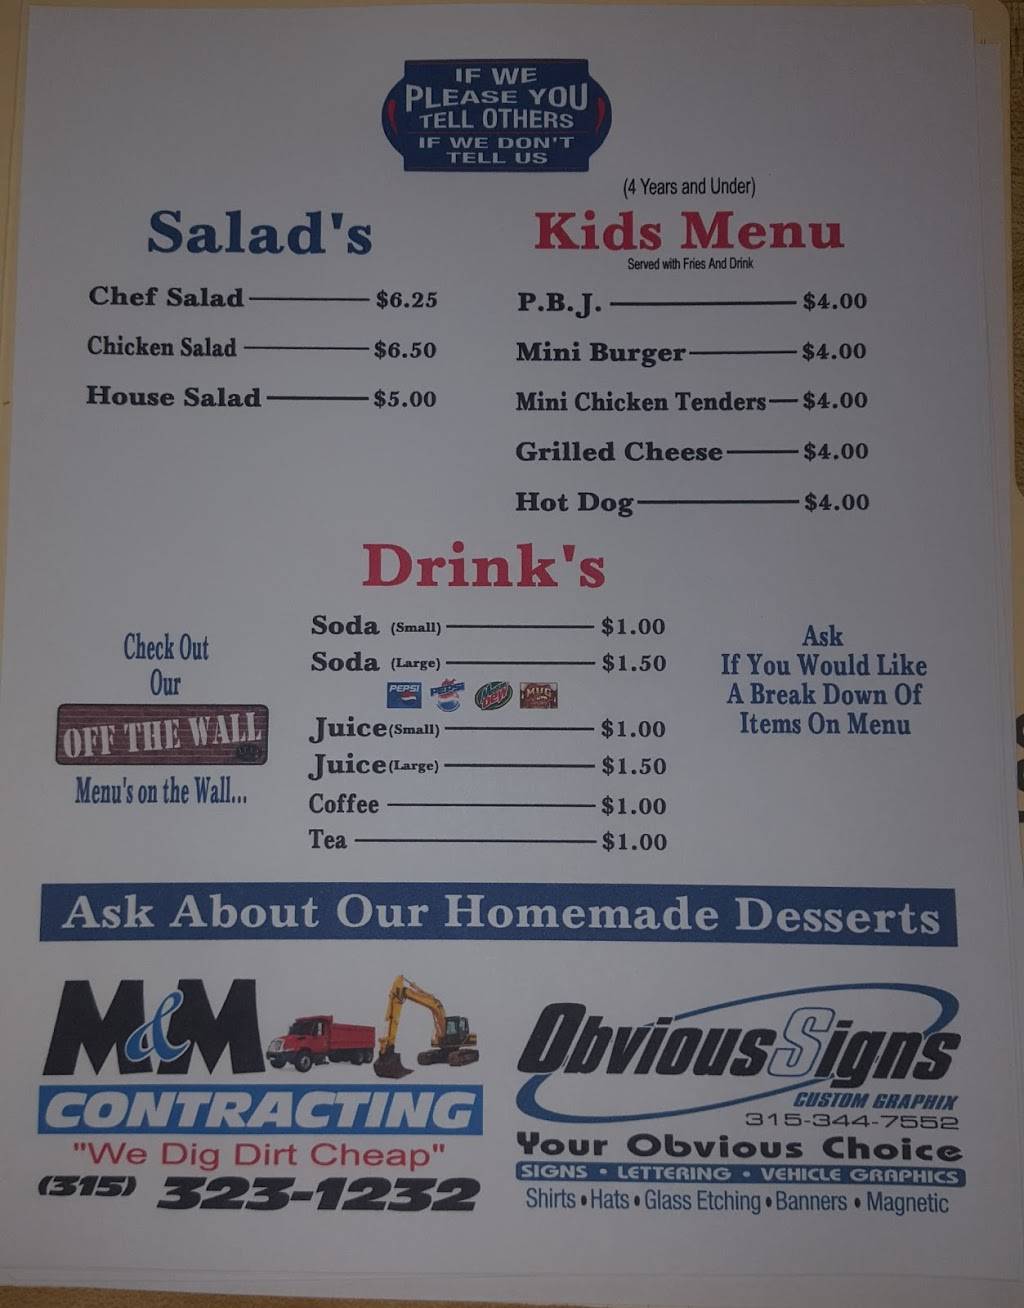 IF WE
PLEASE YOU
TELL OTHERS
IF WE DON'T
TELL US
Salad's
Chef Salad $6.25
Chicken Salad $6.50
House Salad $5.00
(4 Years and Under)
Kids Menu
Served with Fries And Drink
P.B.J. $4.00
Mini Burger $4.00
Mini Chicken Tenders $4.00
Grilled Cheese $4.00
Hot Dog $4.00
Drink's
Soda (Small) $1.00
Soda (Large) $1.50
PEPSI PEPSI Mtn Dew MUG
Juice (Small) $1.00
Juice (Large) $1.50
Coffee $1.00
Tea $1.00
Check Out
Our
OFF THE WALL
Menu's on the Wall...
Ask
If You Would Like
A Break Down Of
Items On Menu
Ask About Our Homemade Desserts
M&M
CONTRACTING
"We Dig Dirt Cheap"
(315) 323-1232
Obvious Signs
CUSTOM GRAPHIX
315-344-7552
Your Obvious Choice
SIGNS • LETTERING • VEHICLE GRAPHICS
Shirts • Hats • Glass Etching • Banners • Magnetic